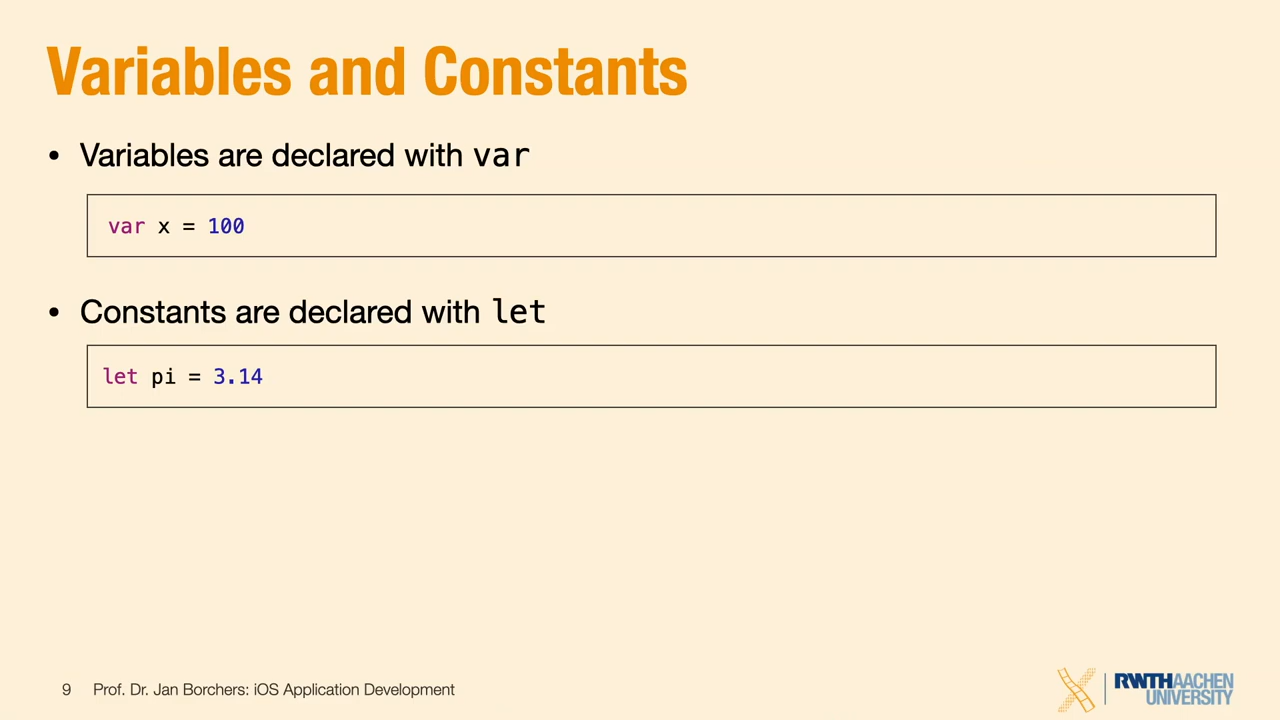 Variables and Constants
• Variables are declared with var
var x = 100
• Constants are declared with let
let pi = 3.14
9 Prof. Dr. Jan Borchers: iOS Application Development
RWTHAACHEN
UNIVERSITY